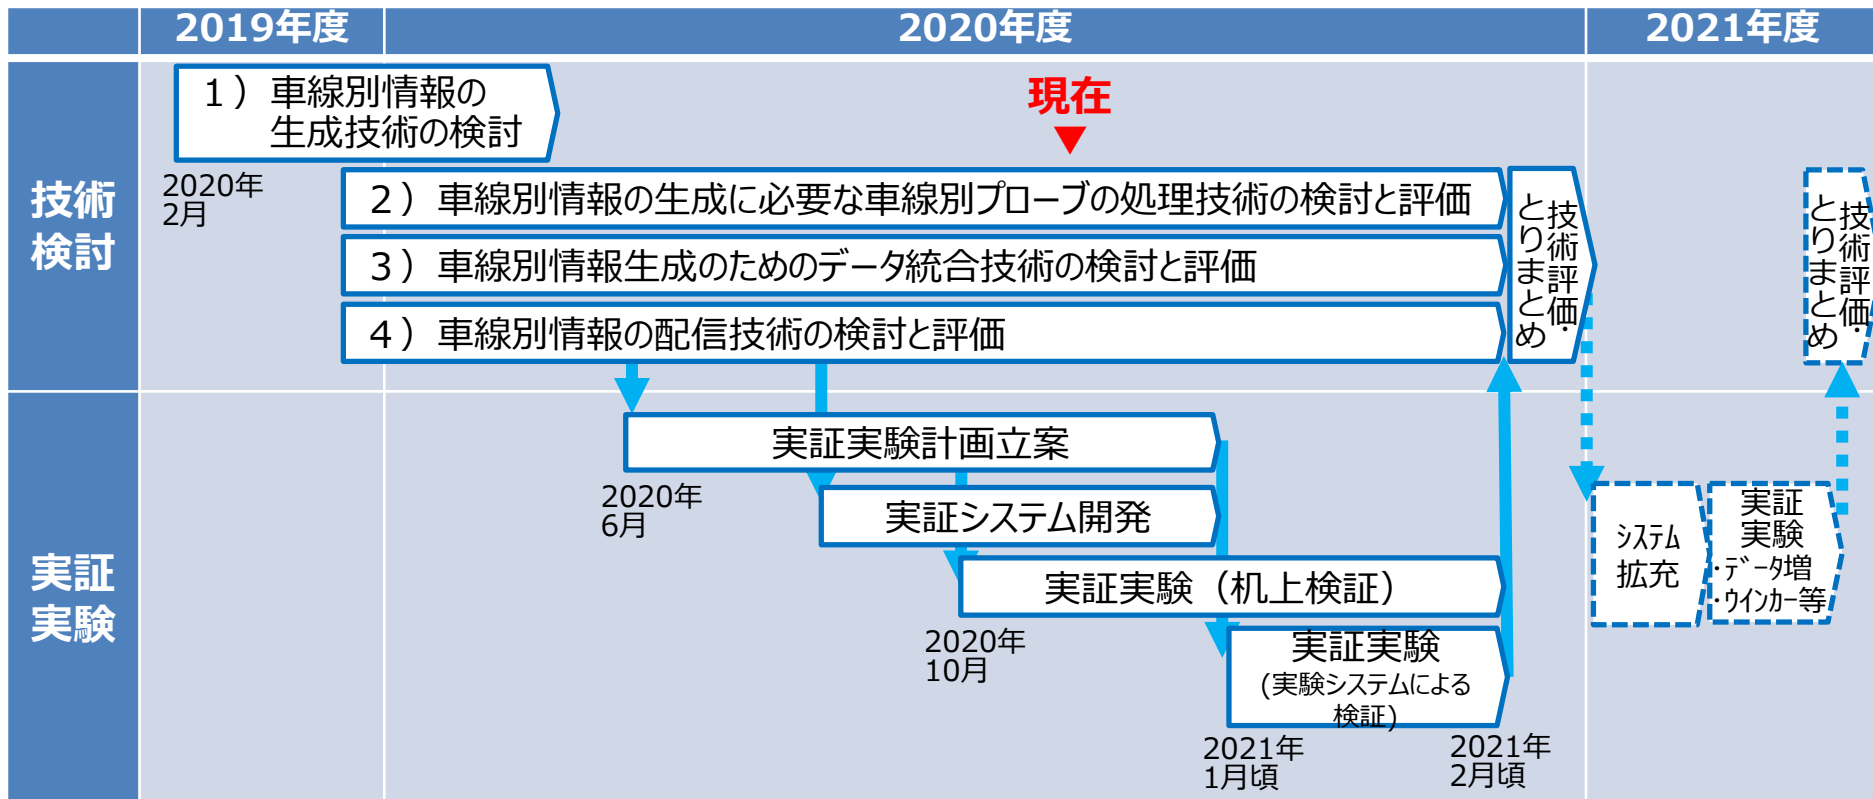 2019年度
2020年度
2021年度
技術
検討
現在
１）車線別情報の
生成技術の検討
2020年
2月
２）車線別情報の生成に必要な車線別プローブの処理技術の検討と評価
３）車線別情報生成のためのデータ統合技術の検討と評価
４）車線別情報の配信技術の検討と評価
技術評価・
とりまとめ
技術評価・
とりまとめ
実証
実験
実証実験計画立案
2020年
6月
実証システム開発
実証実験（机上検証）
2020年
10月
実証実験
(実験システムによる
検証)
2021年
1月頃
2021年
2月頃
システム
拡充
実証
実験
・データ増
・ウインカー等